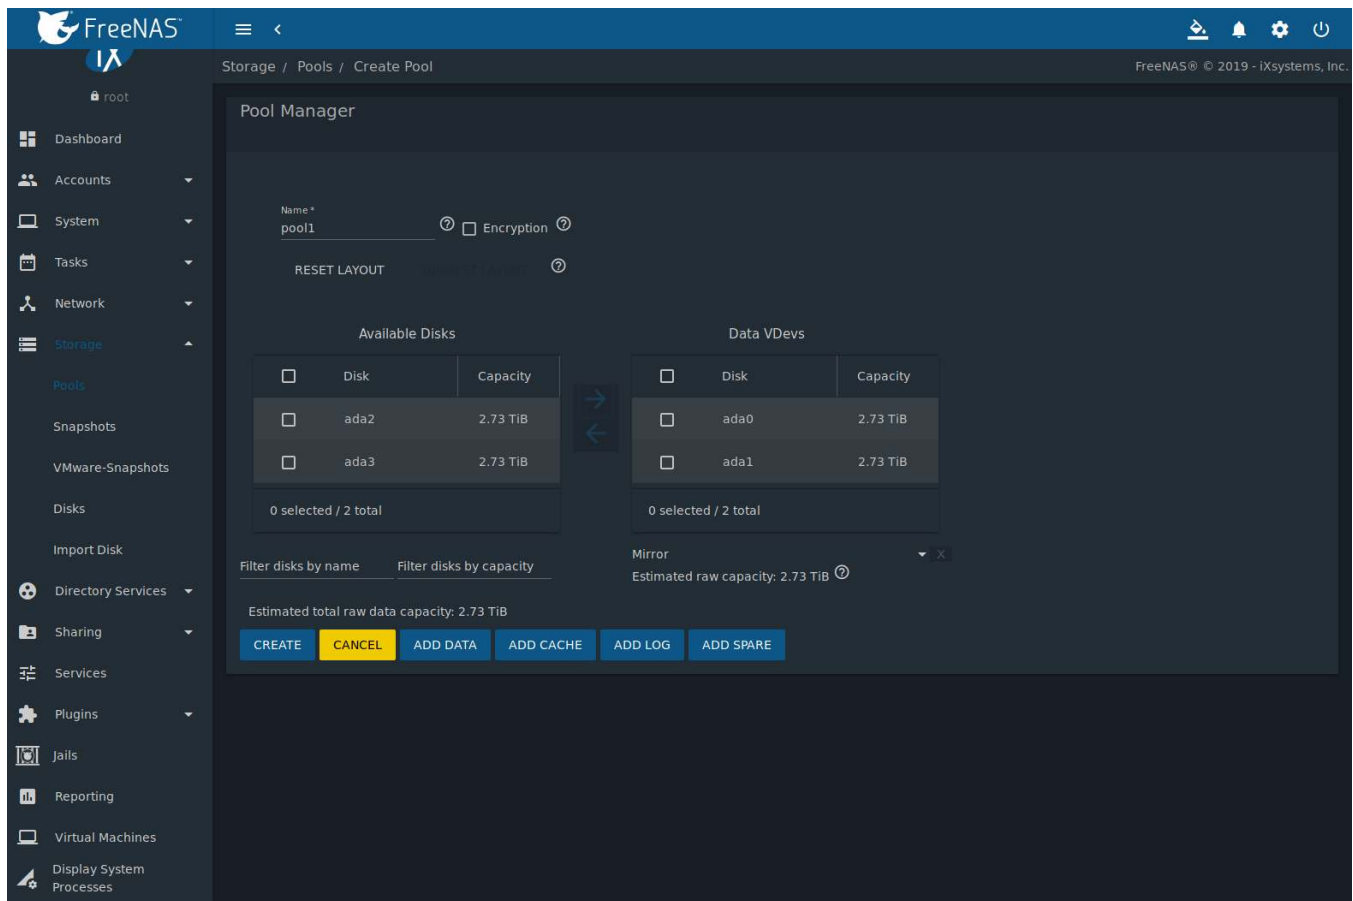 FreeNAS™
iX
Storage / Pools / Create Pool
FreeNAS® © 2019 - iXsystems, Inc.
root
Dashboard
Accounts
System
Tasks
Network
Storage
Pools
Snapshots
VMware-Snapshots
Disks
Import Disk
Directory Services
Sharing
Services
Plugins
Jails
Reporting
Virtual Machines
Display System
Processes
Pool Manager
Name *
pool1
Encryption
RESET LAYOUT
Available Disks
Disk Capacity
ada2 2.73 TiB
ada3 2.73 TiB
0 selected / 2 total
Filter disks by name Filter disks by capacity
Data VDevs
Disk Capacity
ada0 2.73 TiB
ada1 2.73 TiB
0 selected / 2 total
Mirror X
Estimated raw capacity: 2.73 TiB
Estimated total raw data capacity: 2.73 TiB
CREATE CANCEL ADD DATA ADD CACHE ADD LOG ADD SPARE